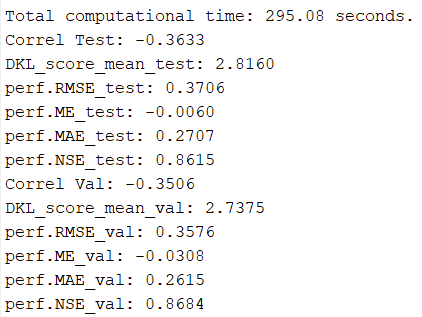 Total computational time: 295.08 seconds.
Correl Test: -0.3633
DKL_score_mean_test: 2.8160
perf.RMSE_test: 0.3706
perf.ME_test: -0.0060
perf.MAE_test: 0.2707
perf.NSE_test: 0.8615
Correl Val: -0.3506
DKL_score_mean_val: 2.7375
perf.RMSE_val: 0.3576
perf.ME_val: -0.0308
perf.MAE_val: 0.2615
perf.NSE_val: 0.8684